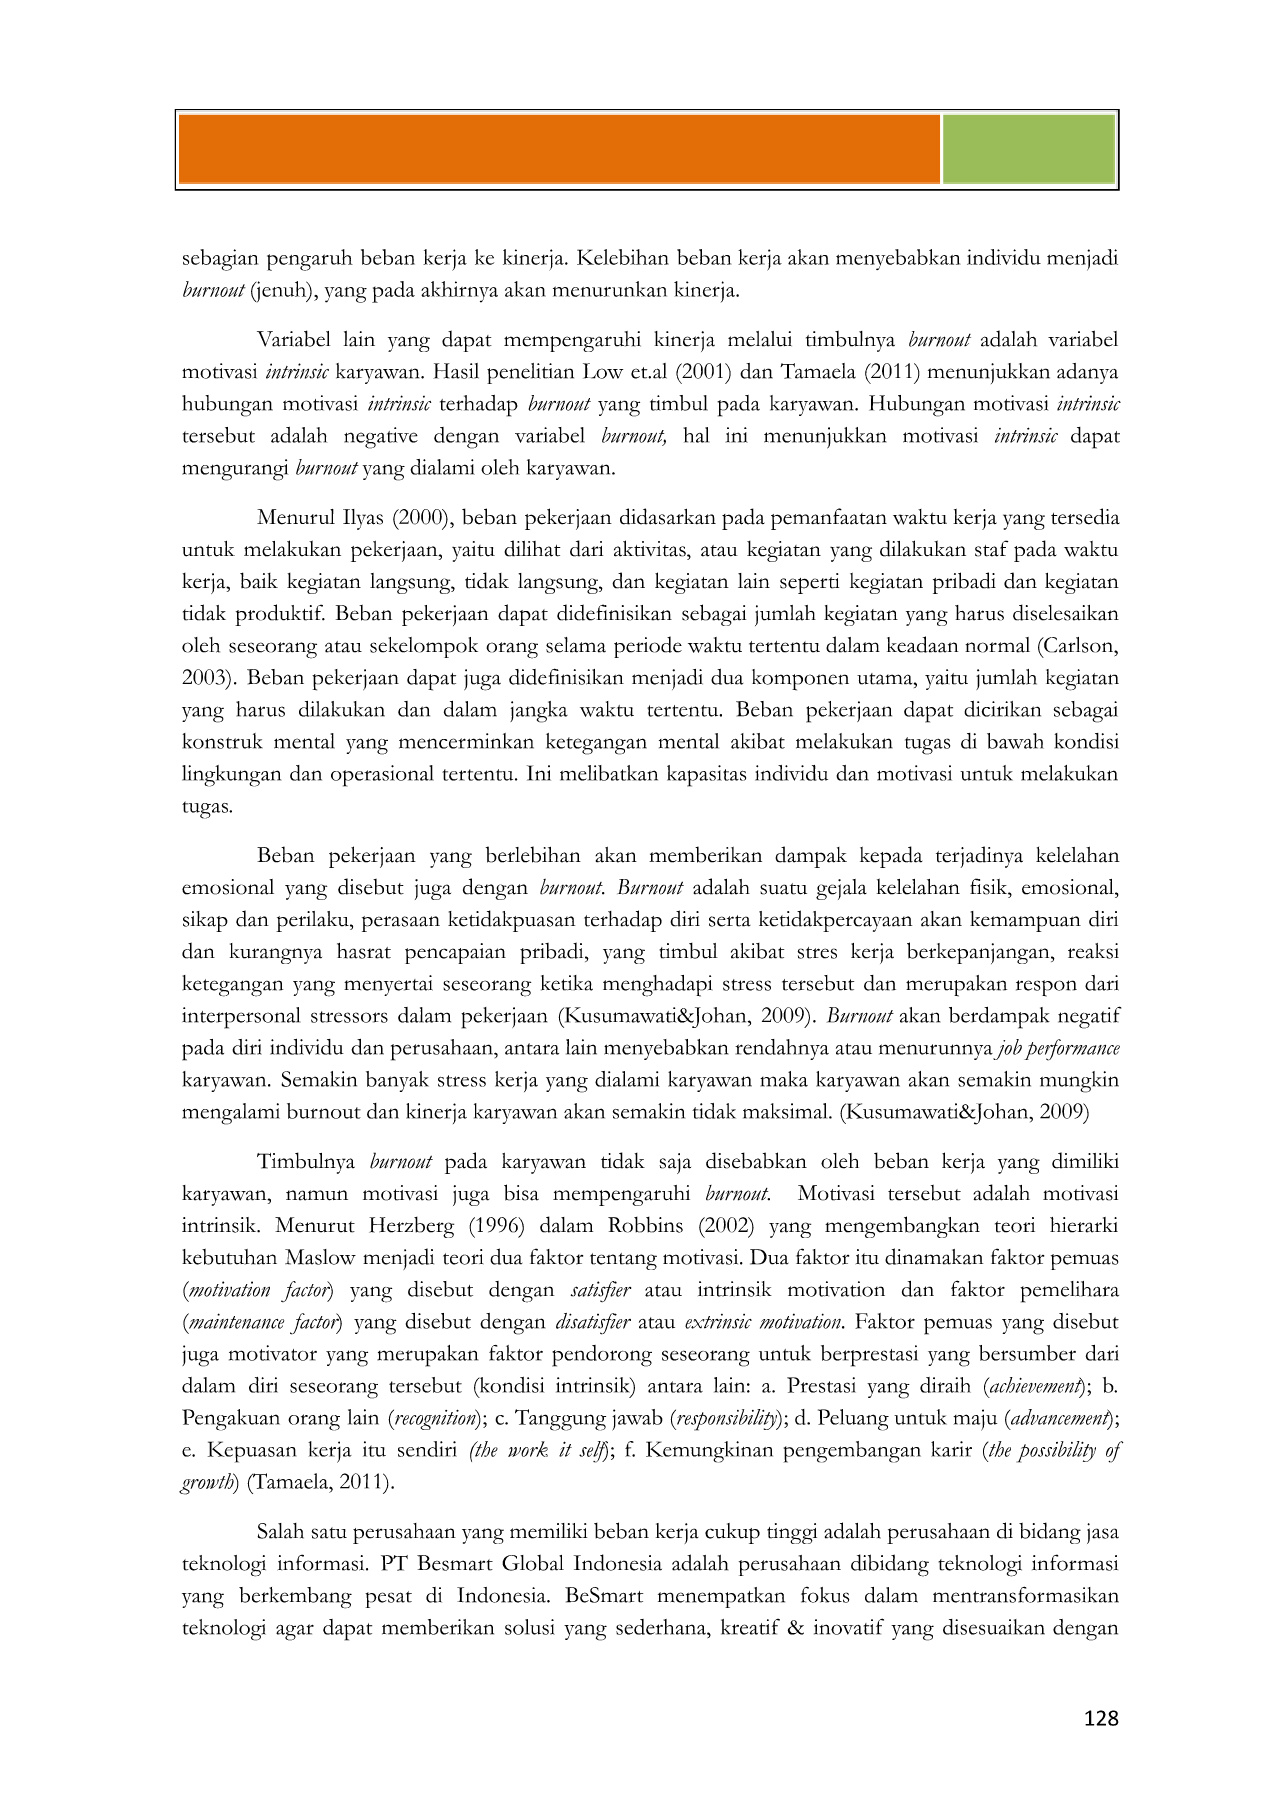 sebagian pengaruh beban kerja ke kinerja. Kelebihan beban kerja akan menyebabkan individu menjadi
burnout (jenuh), yang pada akhirnya akan menurunkan kinerja.
Variabel lain yang dapat mempengaruhi kinerja melalui timbulnya burnout adalah variabel
motivasi intrinsic karyawan. Hasil penelitian Low et.al (2001) dan Tamaela (2011) menunjukkan adanya
hubungan motivasi intrinsic terhadap burnout yang timbul pada karyawan. Hubungan motivasi intrinsic
tersebut adalah negative dengan variabel burnout, hal ini menunjukkan motivasi intrinsic dapat
mengurangi burnout yang dialami oleh karyawan.
Menurul Ilyas (2000), beban pekerjaan didasarkan pada pemanfaatan waktu kerja yang tersedia
untuk melakukan pekerjaan, yaitu dilihat dari aktivitas, atau kegiatan yang dilakukan staf pada waktu
kerja, baik kegiatan langsung, tidak langsung, dan kegiatan lain seperti kegiatan pribadi dan kegiatan
tidak produktif. Beban pekerjaan dapat didefinisikan sebagai jumlah kegiatan yang harus diselesaikan
oleh seseorang atau sekelompok orang selama periode waktu tertentu dalam keadaan normal (Carlson,
2003). Beban pekerjaan dapat juga didefinisikan menjadi dua komponen utama, yaitu jumlah kegiatan
yang harus dilakukan dan dalam jangka waktu tertentu. Beban pekerjaan dapat dicirikan sebagai
konstruk mental yang mencerminkan ketegangan mental akibat melakukan tugas di bawah kondisi
lingkungan dan operasional tertentu. Ini melibatkan kapasitas individu dan motivasi untuk melakukan
tugas.
Beban pekerjaan yang berlebihan akan memberikan dampak kepada terjadinya kelelahan
emosional yang disebut juga dengan burnout. Burnout adalah suatu gejala kelelahan fisik, emosional,
sikap dan perilaku, perasaan ketidakpuasan terhadap diri serta ketidakpercayaan akan kemampuan diri
dan kurangnya hasrat pencapaian pribadi, yang timbul akibat stres kerja berkepanjangan, reaksi
ketegangan yang menyertai seseorang ketika menghadapi stress tersebut dan merupakan respon dari
interpersonal stressors dalam pekerjaan (Kusumawati&Johan, 2009). Burnout akan berdampak negatif
pada diri individu dan perusahaan, antara lain menyebabkan rendahnya atau menurunnya job performance
karyawan. Semakin banyak stress kerja yang dialami karyawan maka karyawan akan semakin mungkin
mengalami burnout dan kinerja karyawan akan semakin tidak maksimal. (Kusumawati&Johan, 2009)
Timbulnya burnout pada karyawan tidak saja disebabkan oleh beban kerja yang dimiliki
karyawan, namun motivasi juga bisa mempengaruhi burnout. Motivasi tersebut adalah motivasi
intrinsik. Menurut Herzberg (1996) dalam Robbins (2002) yang mengembangkan teori hierarki
kebutuhan Maslow menjadi teori dua faktor tentang motivasi. Dua faktor itu dinamakan faktor pemuas
(motivation factor) yang disebut dengan satisfier atau intrinsik motivation dan faktor pemelihara
(maintenance factor) yang disebut dengan disatisfier atau extrinsic motivation. Faktor pemuas yang disebut
juga motivator yang merupakan faktor pendorong seseorang untuk berprestasi yang bersumber dari
dalam diri seseorang tersebut (kondisi intrinsik) antara lain: a. Prestasi yang diraih (achievement); b.
Pengakuan orang lain (recognition); c. Tanggung jawab (responsibility); d. Peluang untuk maju (advancement);
e. Kepuasan kerja itu sendiri (the work it self); f. Kemungkinan pengembangan karir (the possibility of
growth) (Tamaela, 2011).
Salah satu perusahaan yang memiliki beban kerja cukup tinggi adalah perusahaan di bidang jasa
teknologi informasi. PT Besmart Global Indonesia adalah perusahaan dibidang teknologi informasi
yang berkembang pesat di Indonesia. BeSmart menempatkan fokus dalam mentransformasikan
teknologi agar dapat memberikan solusi yang sederhana, kreatif & inovatif yang disesuaikan dengan
128